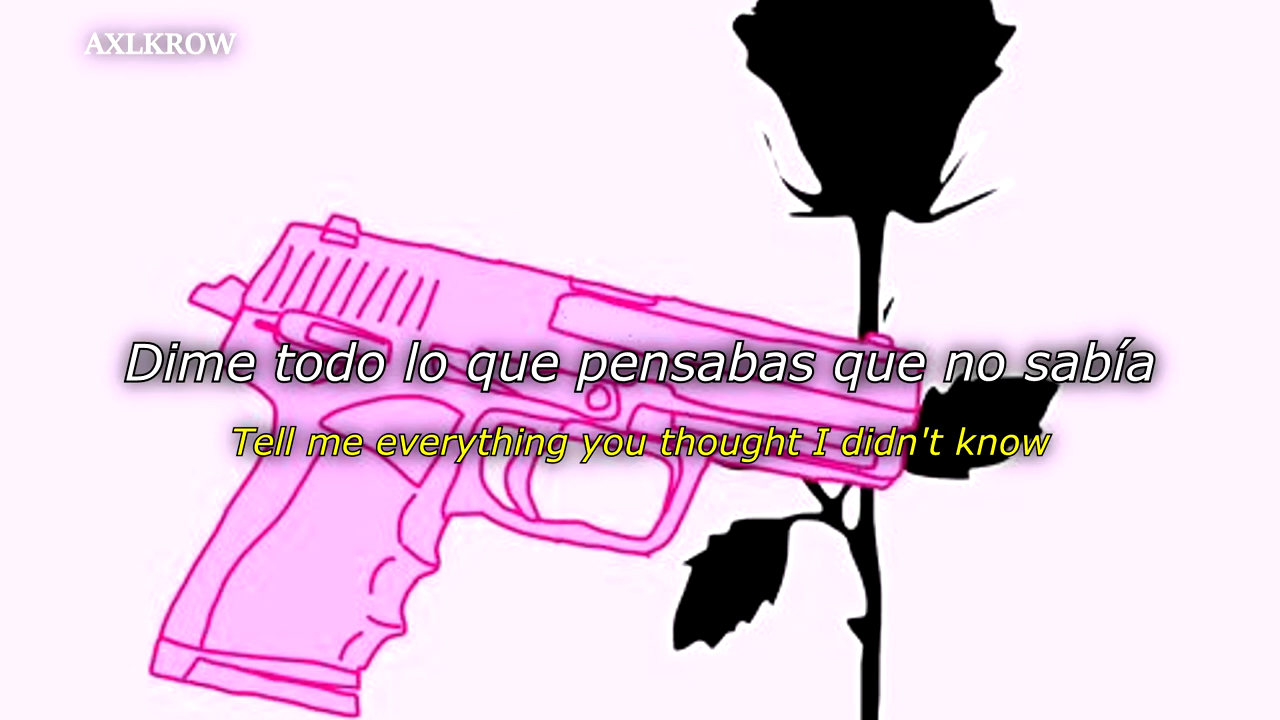 AXLKROW
Dime todo lo que pensabas que no sabía
Tell me everything you thought I didn't know